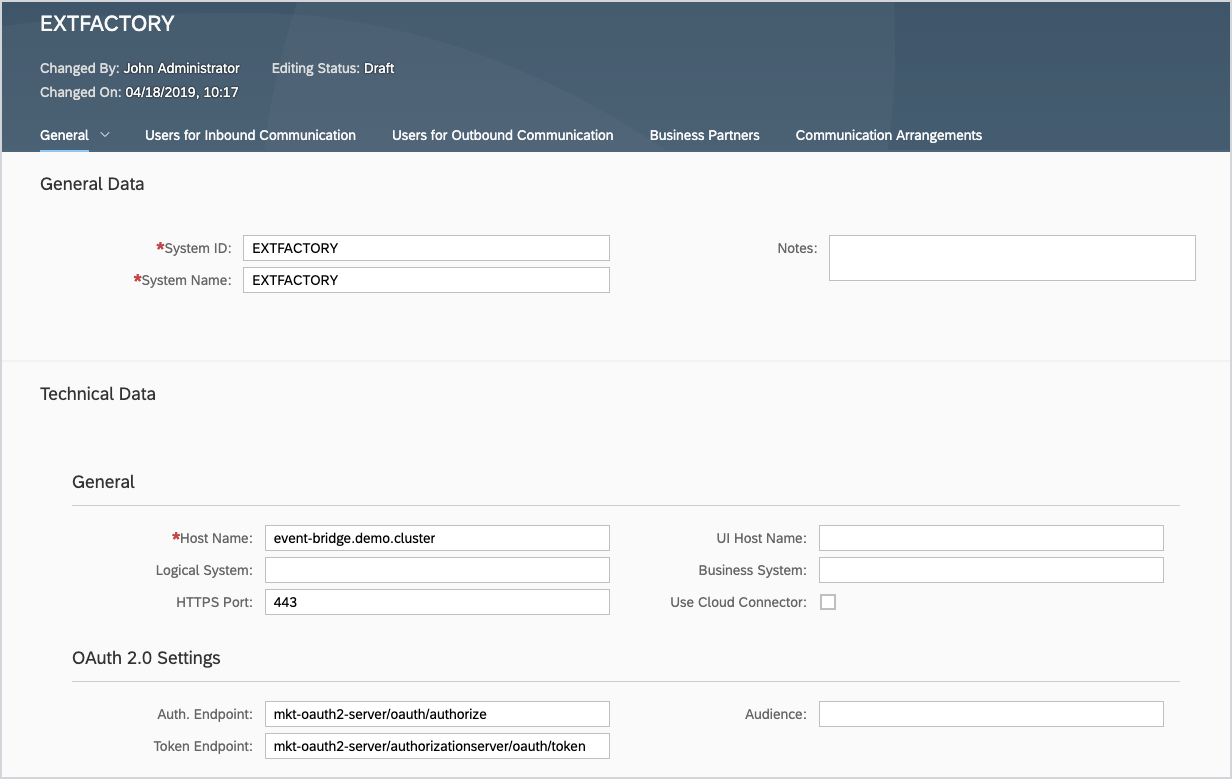 EXTFACTORY
Changed By: John Administrator Editing Status: Draft
Changed On: 04/18/2019, 10:17
General Users for Inbound Communication Users for Outbound Communication Business Partners Communication Arrangements
General Data
*System ID: EXTFACTORY Notes:
*System Name: EXTFACTORY
Technical Data
General
*Host Name: event-bridge.demo.cluster UI Host Name:
Logical System: Business System:
HTTPS Port: 443 Use Cloud Connector:
OAuth 2.0 Settings
Auth. Endpoint: mkt-oauth2-server/oauth/authorize Audience:
Token Endpoint: mkt-oauth2-server/authorizationserver/oauth/token